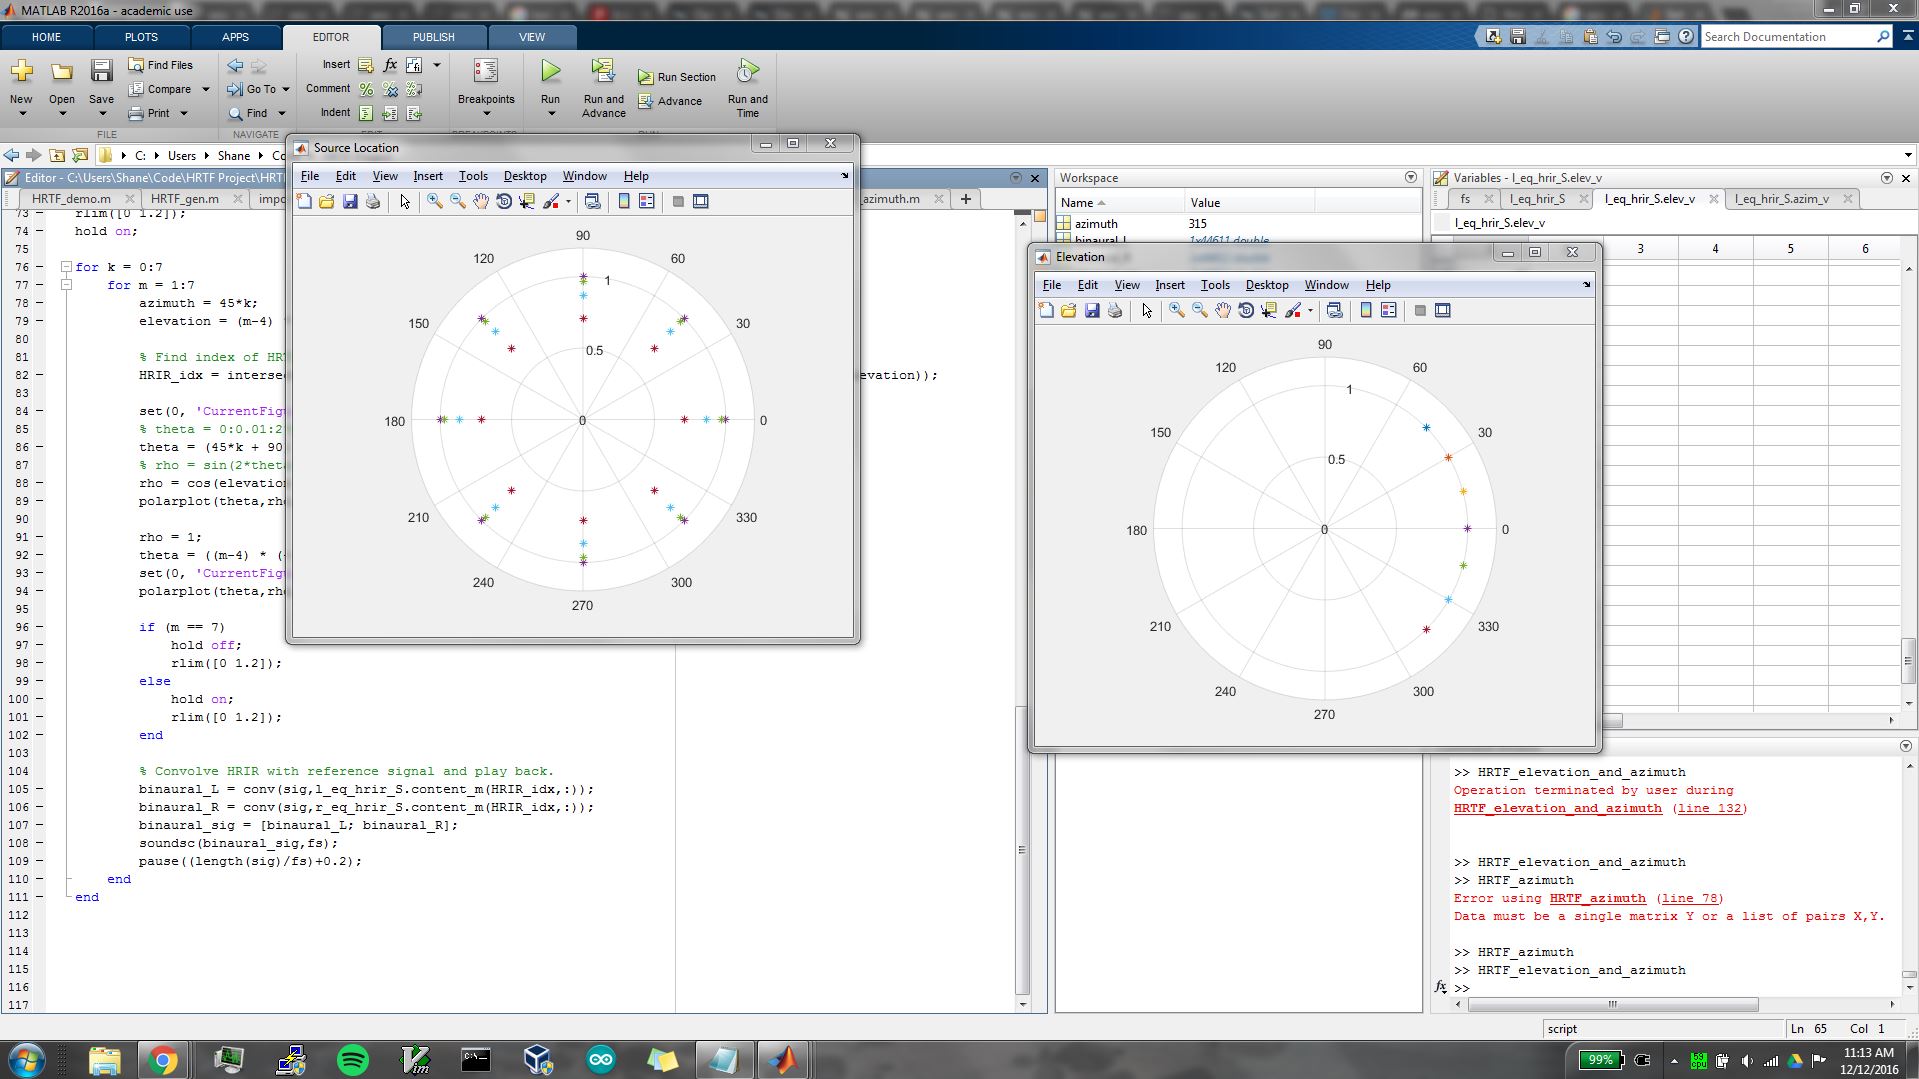 MATLAB R2016a - academic use
HOME PLOTS APPS EDITOR PUBLISH VIEW
Search Documentation
New Open Save Find Files Compare Print
Go To Find
Insert Comment Indent
fx
Breakpoints Run Run and Advance Run Section Advance Run and Time
FILE NAVIGATE
C: Users Shane
Editor - C:\Users\Shane\Code\HRTF Project\HRT
HRTF_demo.m HRTF_gen.m impo azimuth.m +
73 rlim([0 1.2]);
74 hold on;
75
76 for k = 0:7
77 for m = 1:7
78 azimuth = 45*k;
79 elevation = (m-4)
80
81 % Find index of HR
82 HRIR_idx = interse evation));
83
84 set(0, 'CurrentFig
85 % theta = 0:0.01:2
86 theta = (45*k + 90
87 % rho = sin(2*thet
88 rho = cos(elevation
89 polarplot(theta,rho
90
91 rho = 1;
92 theta = ((m-4) * (
93 set(0, 'CurrentFig
94 polarplot(theta,rho
95
96 if (m == 7)
97 hold off;
98 rlim([0 1.2]);
99 else
100 hold on;
101 rlim([0 1.2]);
102 end
103
104 % Convolve HRIR with reference signal and play back.
105 binaural_L = conv(sig,l_eq_hrir_S.content_m(HRIR_idx,:));
106 binaural_R = conv(sig,r_eq_hrir_S.content_m(HRIR_idx,:));
107 binaural_sig = [binaural_L; binaural_R];
108 soundsc(binaural_sig,fs);
109 pause((length(sig)/fs)+0.2);
110 end
111 end
112
113
114
115
116
117
Source Location
File Edit View Insert Tools Desktop Window Help
90
120 60
1
150 30
0.5
180 0 0
210 330
240 300
270
Workspace
Name Value
azimuth 315
binaural_L 1x44611 double
Elevation
File Edit View Insert Tools Desktop Window Help
90
120 60
1
150 30
0.5
180 0 0
210 330
240 300
270
Variables - l_eq_hrir_S.elev_v
fs l_eq_hrir_S l_eq_hrir_S.elev_v l_eq_hrir_S.azim_v
l_eq_hrir_S.elev_v
3 4 5 6
>> HRTF_elevation_and_azimuth
Operation terminated by user during
HRTF_elevation_and_azimuth (line 132)
>> HRTF_elevation_and_azimuth
>> HRTF_azimuth
Error using HRTF_azimuth (line 78)
Data must be a single matrix Y or a list of pairs X,Y.
>> HRTF_azimuth
>> HRTF_elevation_and_azimuth
fx >>
script Ln 65 Col 1
99%
11:13 AM
12/12/2016